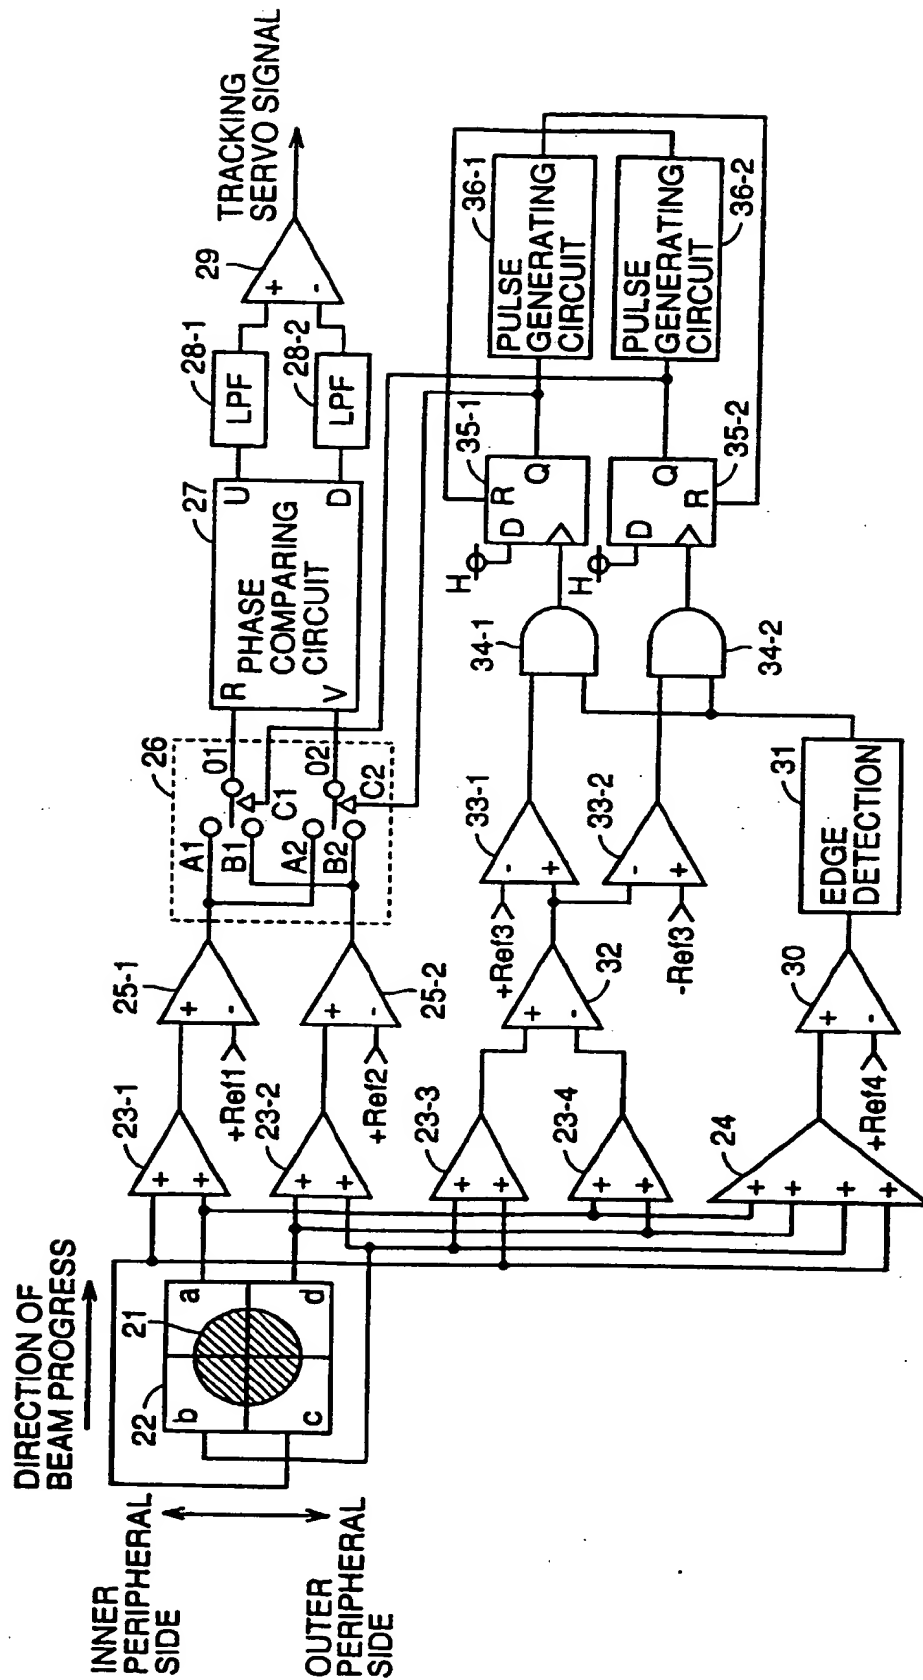 DIRECTION OF
BEAM PROGRESS
INNER
PERIPHERAL
SIDE
OUTER
PERIPHERAL
SIDE
22
21
b
a
c
d
23-1
+
+
23-2
+
+
23-3
+
+
23-4
+
+
24
+
+
+
+
25-1
+
-
+Ref1
25-2
+
-
+Ref2
26
A1
B1
A2
B2
C1
C2
O1
O2
27
R
V
U
D
PHASE
COMPARING
CIRCUIT
28-1
LPF
28-2
LPF
29
+
-
TRACKING
SERVO SIGNAL
32
+
-
33-1
-
+
+Ref3
33-2
-
+
-Ref3
34-1
34-2
H
D
R
Q
35-1
H
D
R
Q
35-2
36-1
PULSE
GENERATING
CIRCUIT
36-2
PULSE
GENERATING
CIRCUIT
30
+
-
+Ref4
31
EDGE
DETECTION